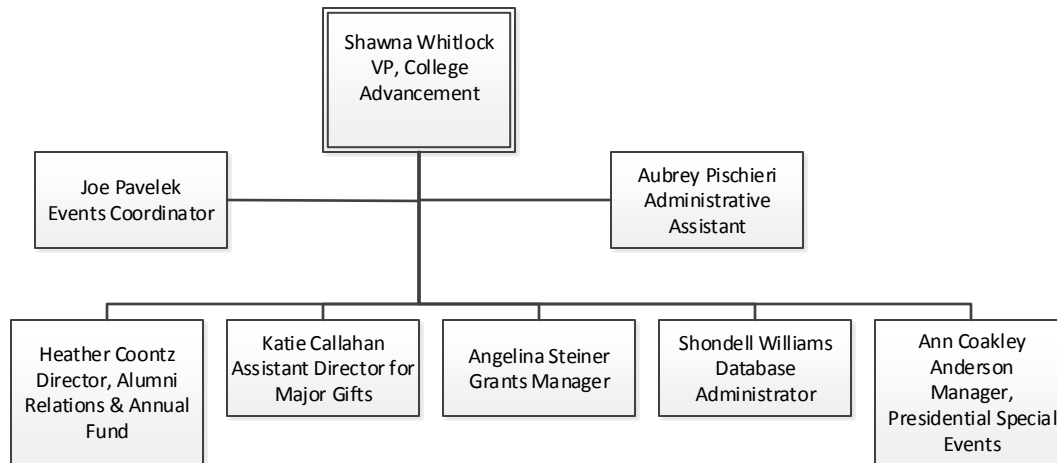 Shawna Whitlock
VP, College
Advancement
Joe Pavelek
Events Coordinator
Aubrey Pischieri
Administrative
Assistant
Heather Coontz
Director, Alumni
Relations & Annual
Fund
Katie Callahan
Assistant Director for
Major Gifts
Angelina Steiner
Grants Manager
Shondell Williams
Database
Administrator
Ann Coakley
Anderson
Manager,
Presidential Special
Events